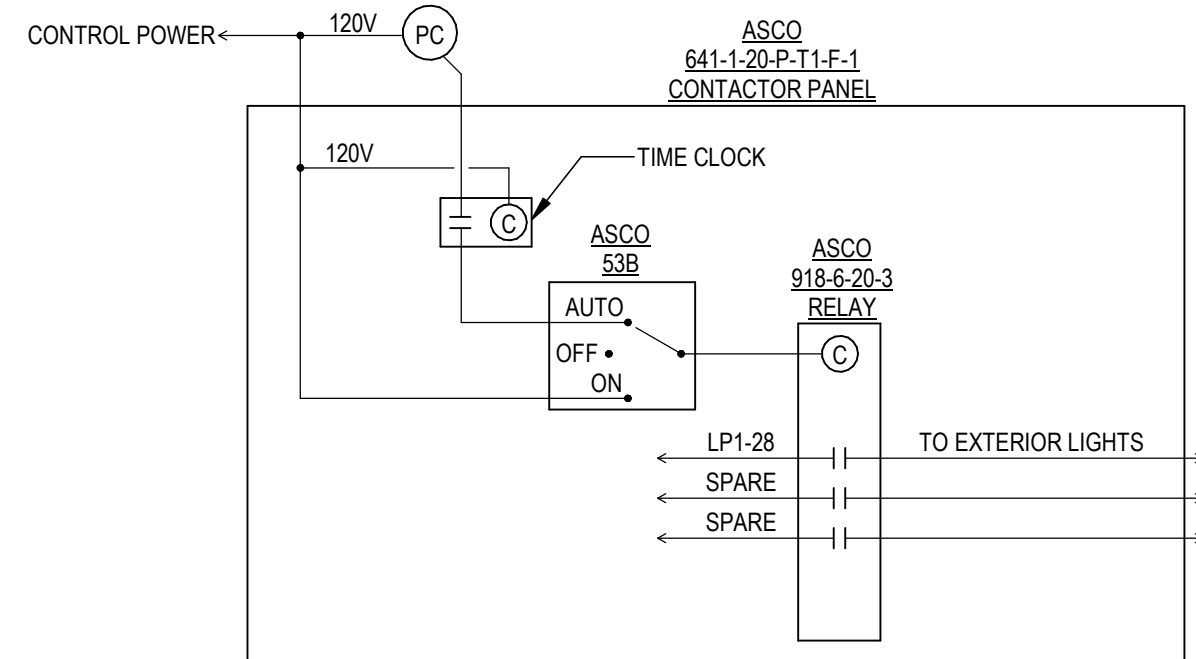 CONTROL POWER
120V
PC
ASCO
641-1-20-P-T1-F-1
CONTACTOR PANEL
120V
TIME CLOCK
C
ASCO
53B
AUTO
OFF
ON
ASCO
918-6-20-3
RELAY
C
LP1-28
TO EXTERIOR LIGHTS
SPARE
SPARE